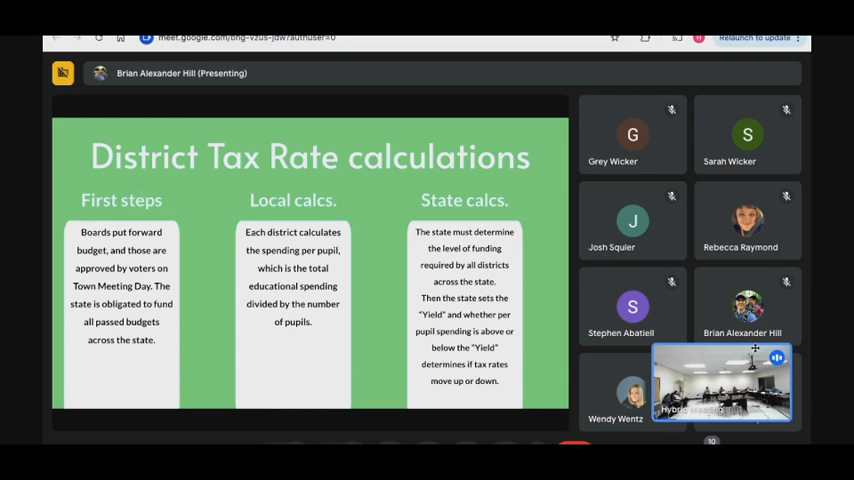 meet.google.com/bng-vzus-jdw?authuser=0
Relaunch to update
Brian Alexander Hill (Presenting)
District Tax Rate calculations
First steps
Boards put forward
budget, and those are
approved by voters on
Town Meeting Day. The
state is obligated to fund
all passed budgets
across the state.
Local calcs.
Each district calculates
the spending per pupil,
which is the total
educational spending
divided by the number
of pupils.
State calcs.
The state must determine
the level of funding
required by all districts
across the state.
Then the state sets the
“Yield” and whether per
pupil spending is above or
below the “Yield”
determines if tax rates
move up or down.
G
Grey Wicker
S
Sarah Wicker
J
Josh Squier
Rebecca Raymond
S
Stephen Abatiell
Brian Alexander Hill
Wendy Wentz
Hybrid Meeting
10